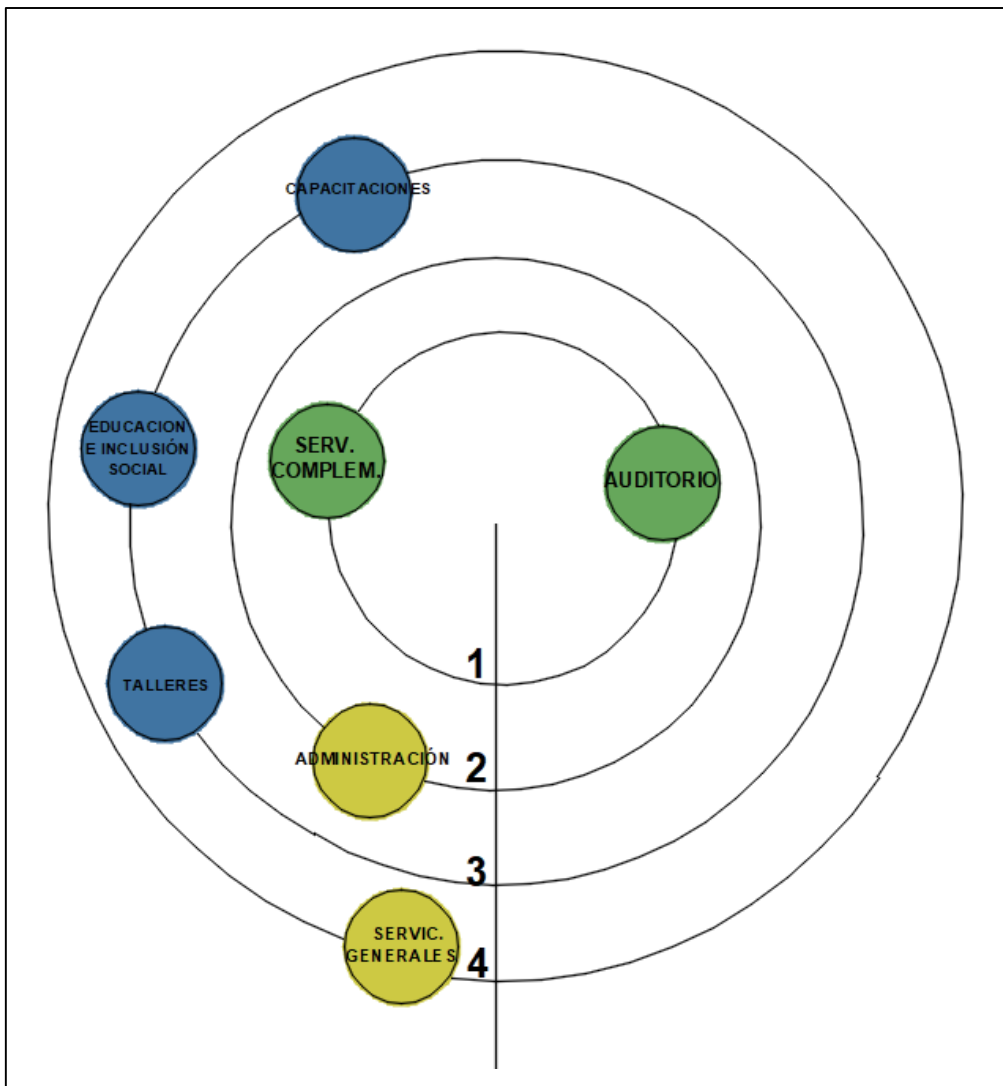 CAPACITACIONES
EDUCACION
E INCLUSIÓN
SOCIAL
SERV.
COMPLEM.
AUDITORIO
1
TALLERES
ADMINISTRACIÓN
2
3
SERVIC.
GENERALES
4